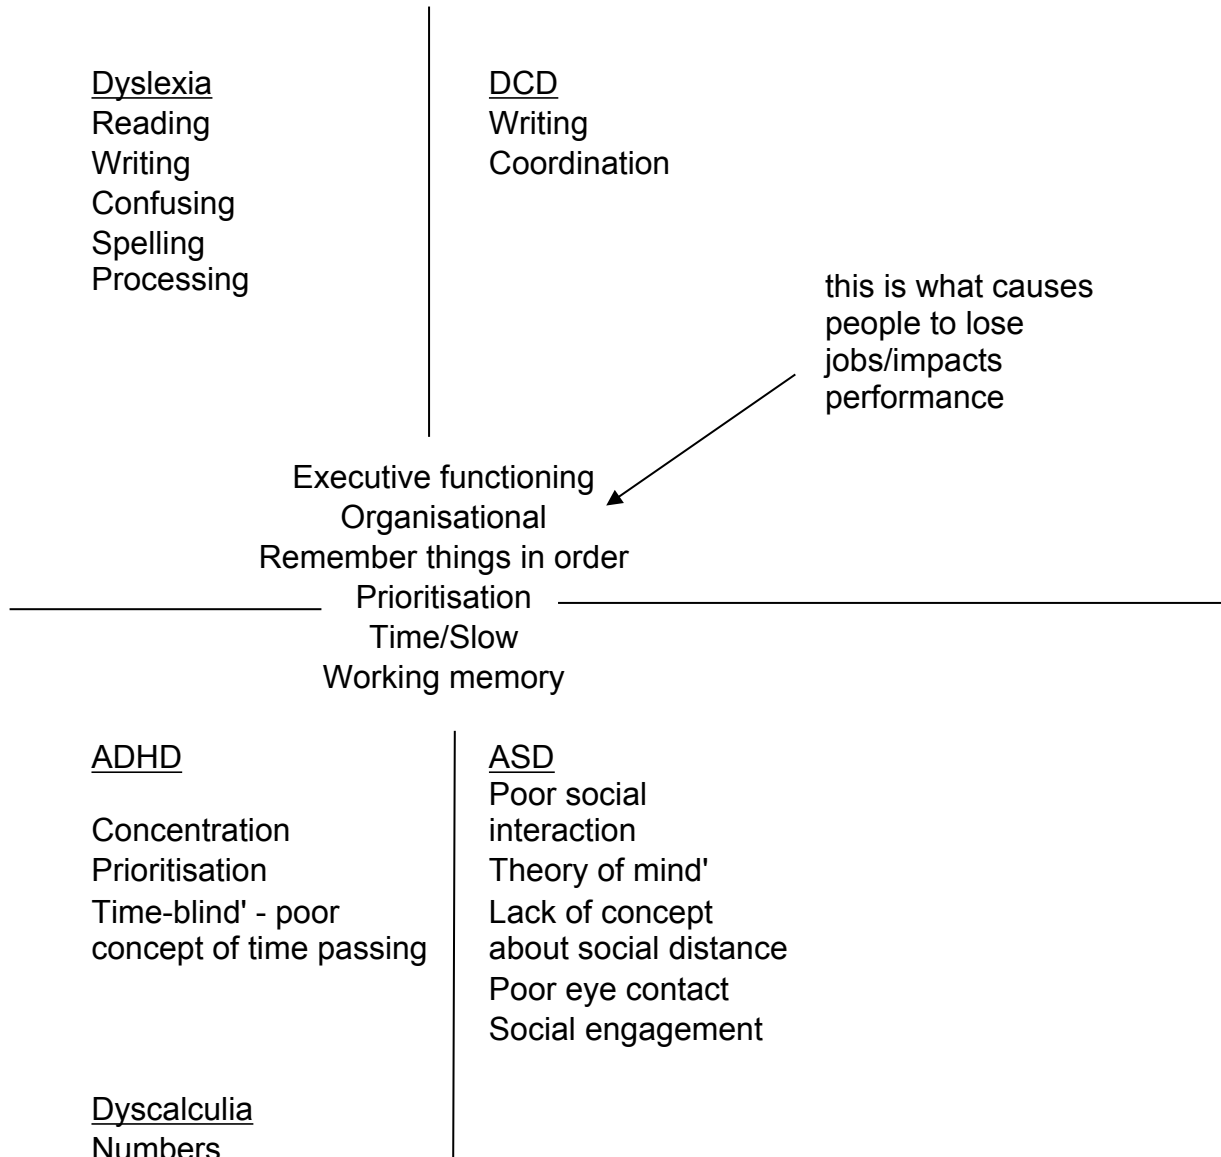 Dyslexia
Reading
Writing
Confusing
Spelling
Processing
DCD
Writing
Coordination
this is what causes
people to lose
jobs/impacts
performance
Executive functioning
Organisational
Remember things in order
Prioritisation
Time/Slow
Working memory
ADHD
Concentration
Prioritisation
Time-blind' - poor
concept of time passing
ASD
Poor social
interaction
Theory of mind'
Lack of concept
about social distance
Poor eye contact
Social engagement
Dyscalculia
Numbers